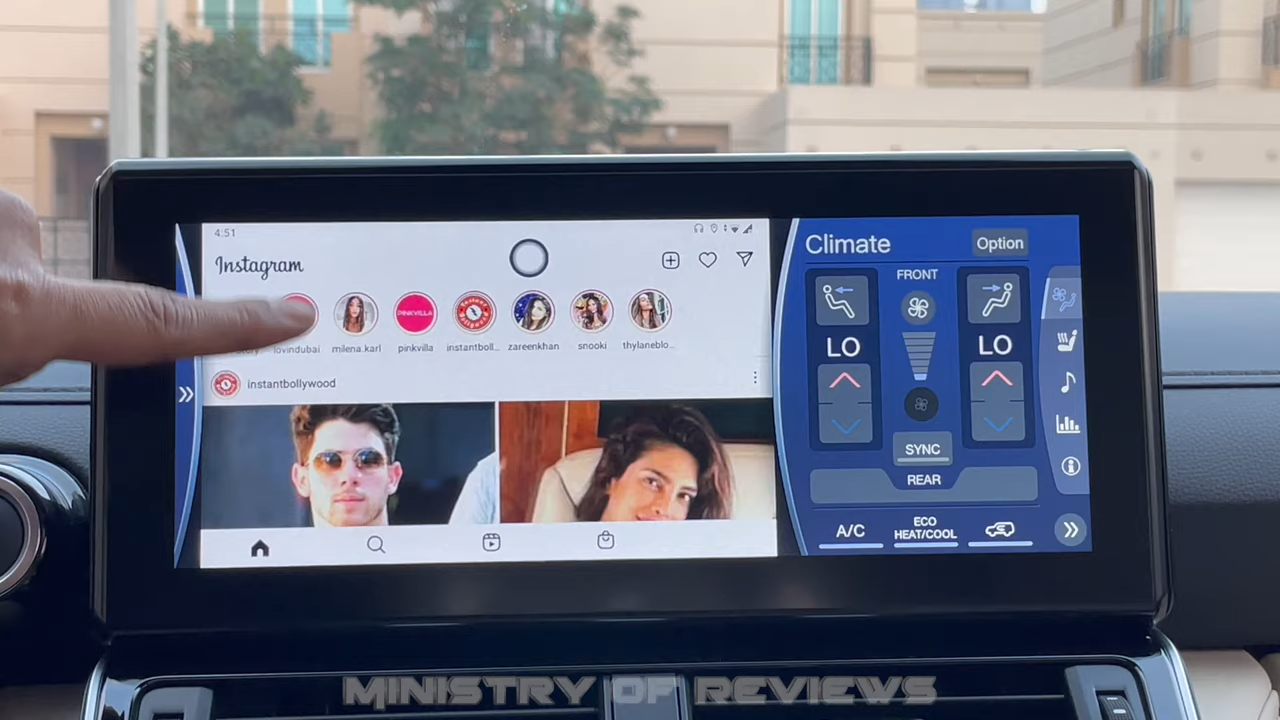 4:51
Instagram
Climate
Option
FRONT
LO
LO
SYNC
REAR
A/C
ECO
HEAT/COOL
lovindubai
milena.karl
pinkvilla
instantboll...
zareenkhan
snooki
thylaneblo...
PINKVILLA
instantbollywood
MINISTRY OF REVIEWS